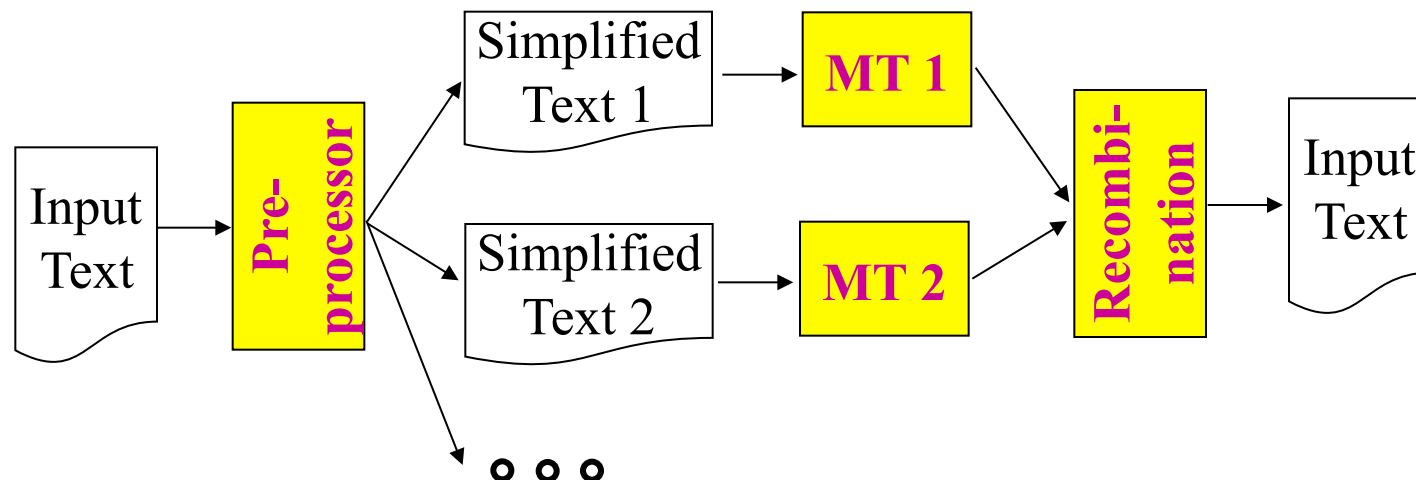 Input
Text
Pre-
processor
Simplified
Text 1
MT 1
Simplified
Text 2
MT 2
Recombi-
nation
Input
Text